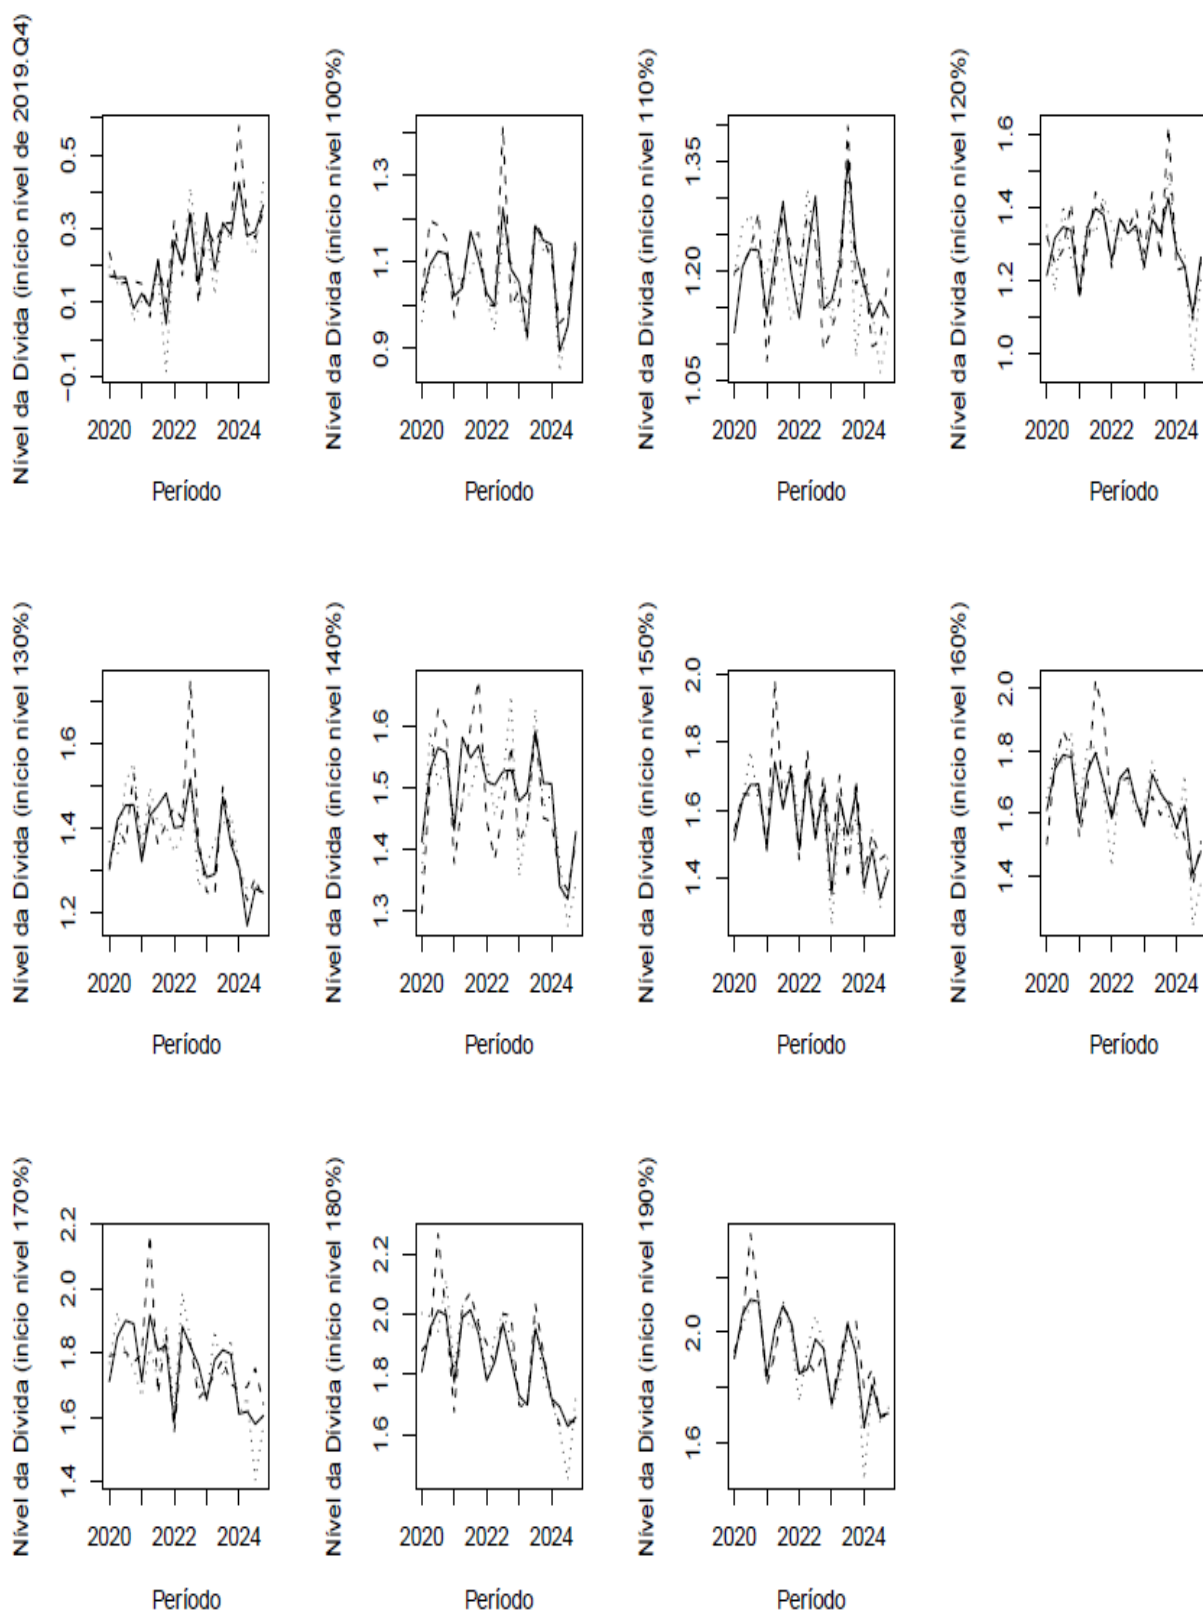 Nível da Dívida (início nível de 2019.Q4)
0.5
0.3
0.1
−0.1
2020 2022 2024
Período
Nível da Dívida (início nível 100%)
1.3
1.1
0.9
2020 2022 2024
Período
Nível da Dívida (início nível 110%)
1.35
1.20
1.05
2020 2022 2024
Período
Nível da Dívida (início nível 120%)
1.6
1.4
1.2
1.0
2020 2022 2024
Período
Nível da Dívida (início nível 130%)
1.6
1.4
1.2
2020 2022 2024
Período
Nível da Dívida (início nível 140%)
1.6
1.5
1.4
1.3
2020 2022 2024
Período
Nível da Dívida (início nível 150%)
2.0
1.8
1.6
1.4
2020 2022 2024
Período
Nível da Dívida (início nível 160%)
2.0
1.8
1.6
1.4
2020 2022 2024
Período
Nível da Dívida (início nível 170%)
2.2
2.0
1.8
1.6
1.4
2020 2022 2024
Período
Nível da Dívida (início nível 180%)
2.2
2.0
1.8
1.6
2020 2022 2024
Período
Nível da Dívida (início nível 190%)
2.0
1.6
2020 2022 2024
Período